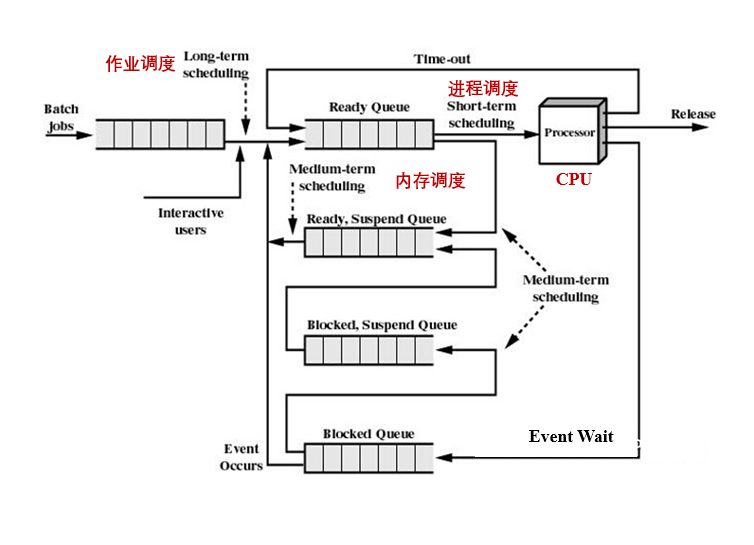 作业调度
Long-term
scheduling
Time-out
进程调度
Short-term
scheduling
Batch
jobs
Ready Queue
Processor
Release
CPU
Medium-term
scheduling
内存调度
Interactive
users
Ready, Suspend Queue
Medium-term
scheduling
Blocked, Suspend Queue
Blocked Queue
Event Wait
Event
Occurs